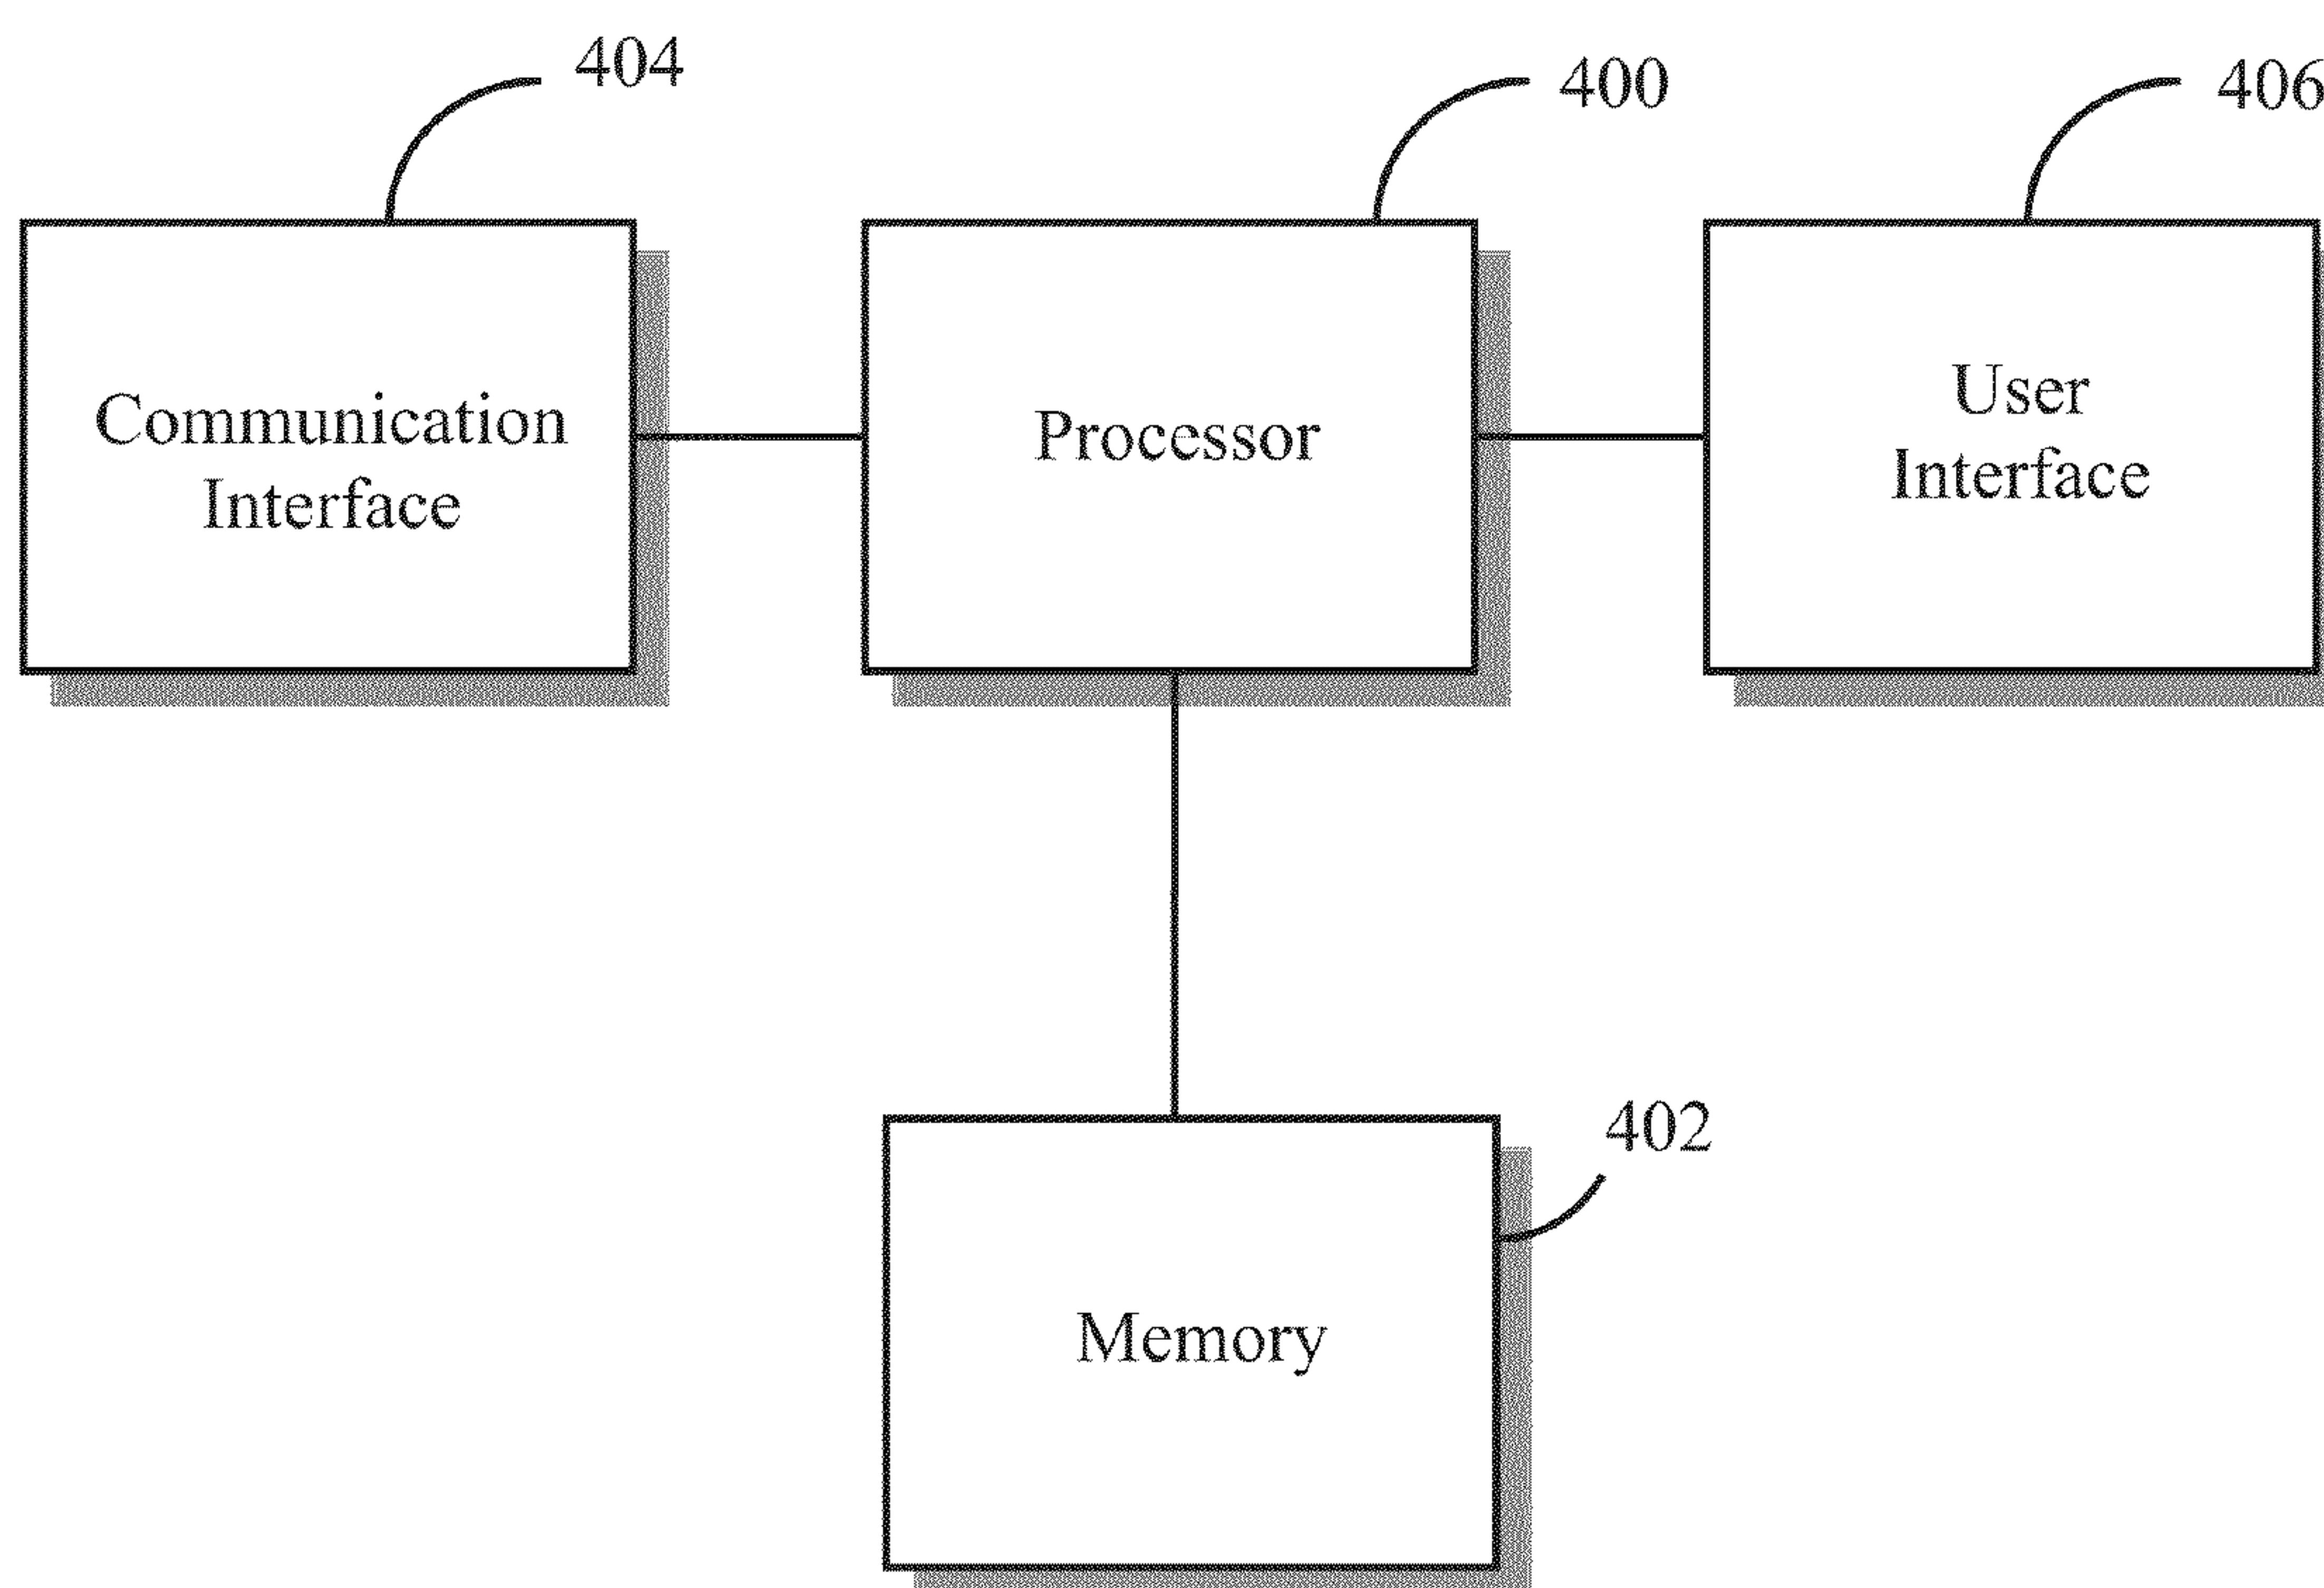 404
400
406
Communication
Interface
Processor
User
Interface
402
Memory